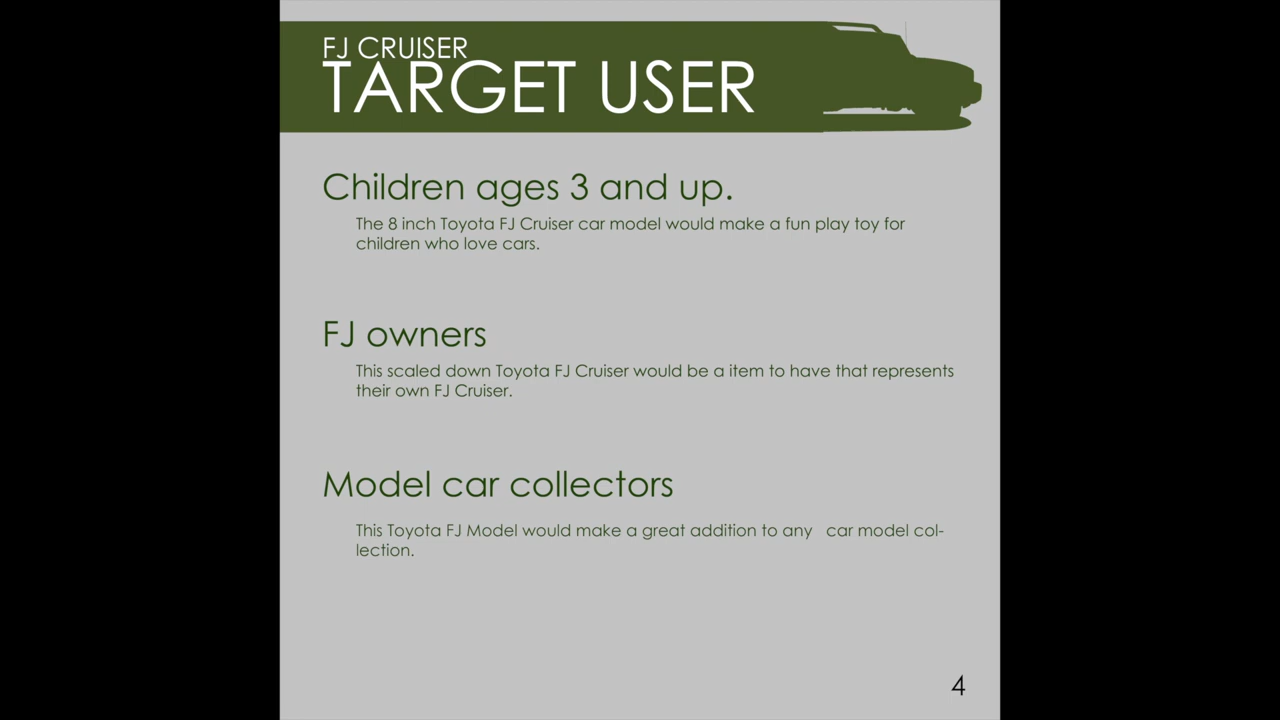 FJ CRUISER
TARGET USER
Children ages 3 and up.
The 8 inch Toyota FJ Cruiser car model would make a fun play toy for
children who love cars.
FJ owners
This scaled down Toyota FJ Cruiser would be a item to have that represents
their own FJ Cruiser.
Model car collectors
This Toyota FJ Model would make a great addition to any   car model col-
lection.
4